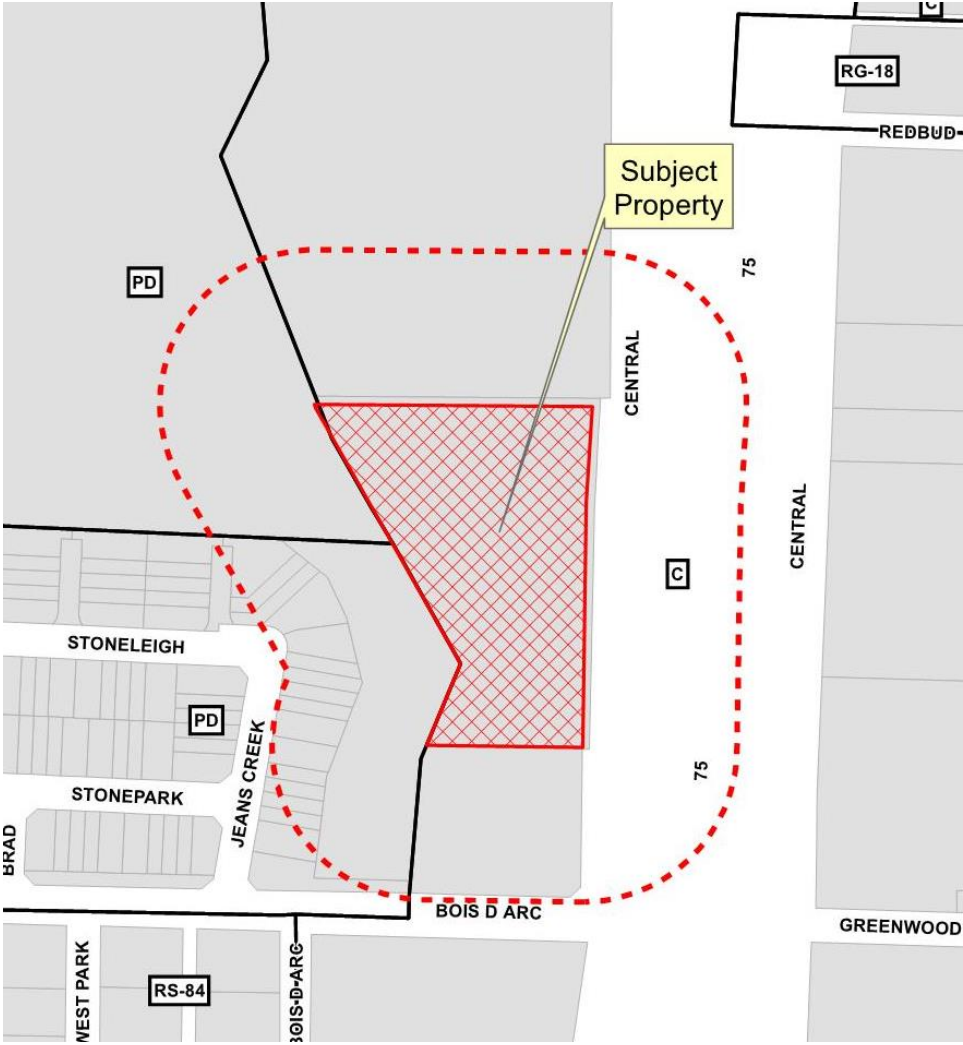 C
RG-18
REDBUD
Subject
Property
75
PD
CENTRAL
CENTRAL
C
STONELEIGH
PD
JEANS CREEK
75
STONEPARK
BRAD
BOIS D ARC
GREENWOOD
WEST PARK
RS-84
BOIS D ARC